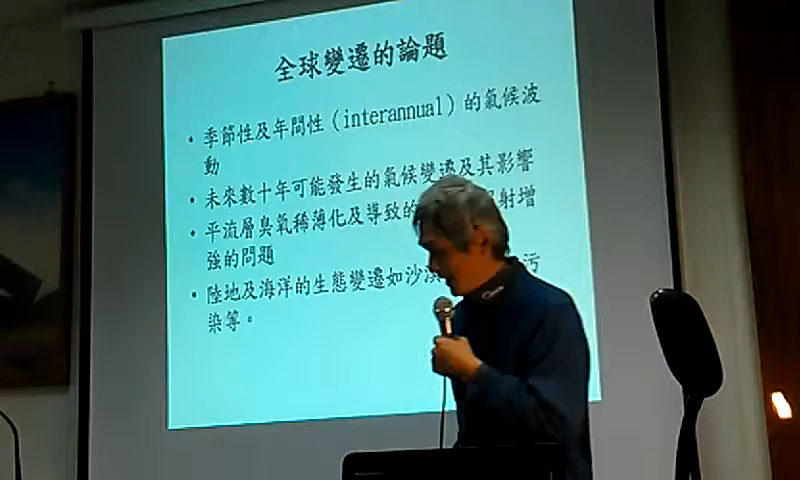 全球變遷的論題
• 季節性及年間性（interannual）的氣候波
動
• 未來數十年可能發生的氣候變遷及其影響
• 平流層臭氧稀薄化及導致的 射增
強的問題
• 陸地及海洋的生態變遷如沙 污
染等。